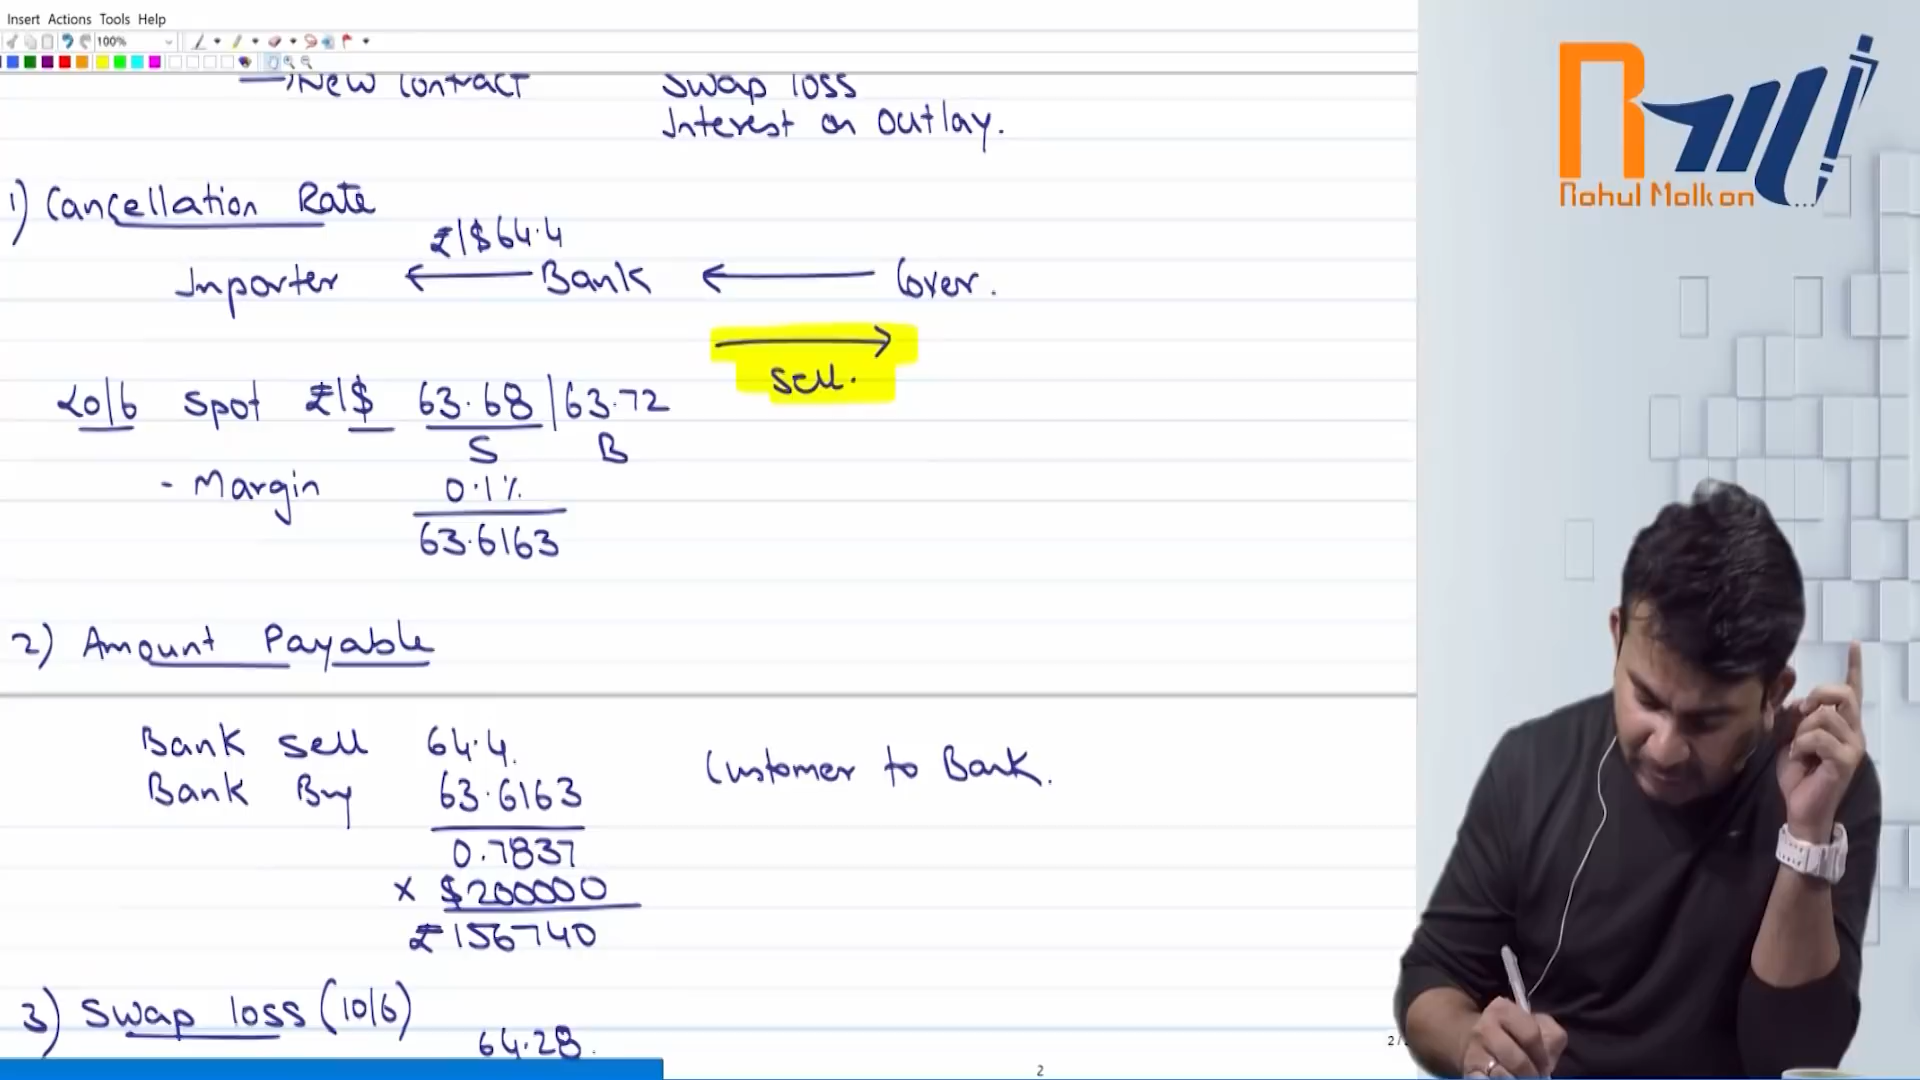 Insert Actions Tools Help
100%
→ New Contract Swap loss
Interest on Outlay.
1) Cancellation Rate
₹/$ 64.4
Importer ← Bank ← Cover.
→
Sell.
20/6 Spot ₹/$ 63.68 | 63.72
S B
- Margin 0.1%
63.6163
2) Amount Payable
Bank sell 64.4.
Bank Buy 63.6163 Customer to Bank.
0.7837
× $200000
₹156740
3) Swap loss (10/6)
64.28.
2
2/
Rahul Malkan